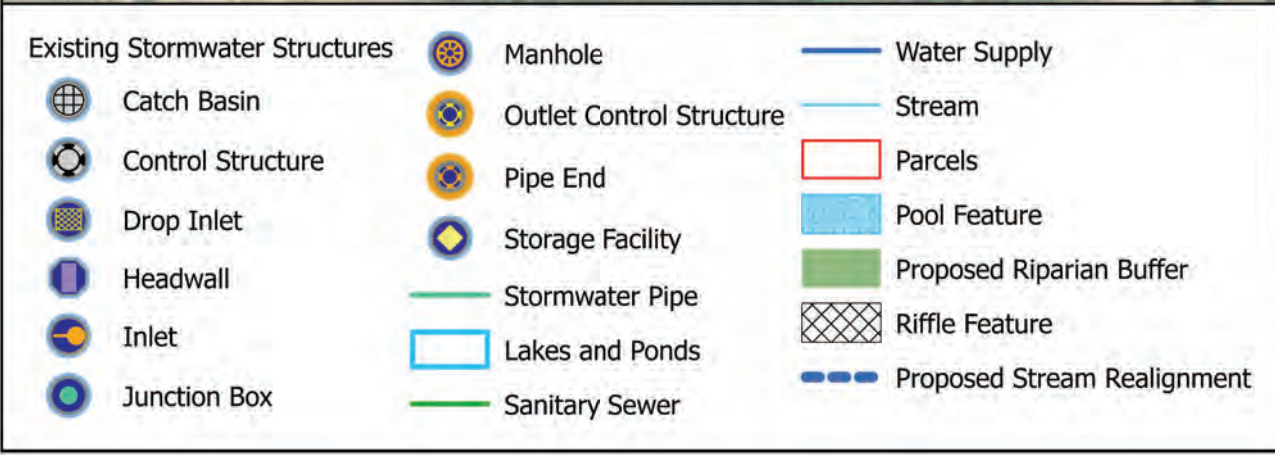 Existing Stormwater Structures
Catch Basin
Control Structure
Drop Inlet
Headwall
Inlet
Junction Box
Manhole
Outlet Control Structure
Pipe End
Storage Facility
Stormwater Pipe
Lakes and Ponds
Sanitary Sewer
Water Supply
Stream
Parcels
Pool Feature
Proposed Riparian Buffer
Riffle Feature
Proposed Stream Realignment